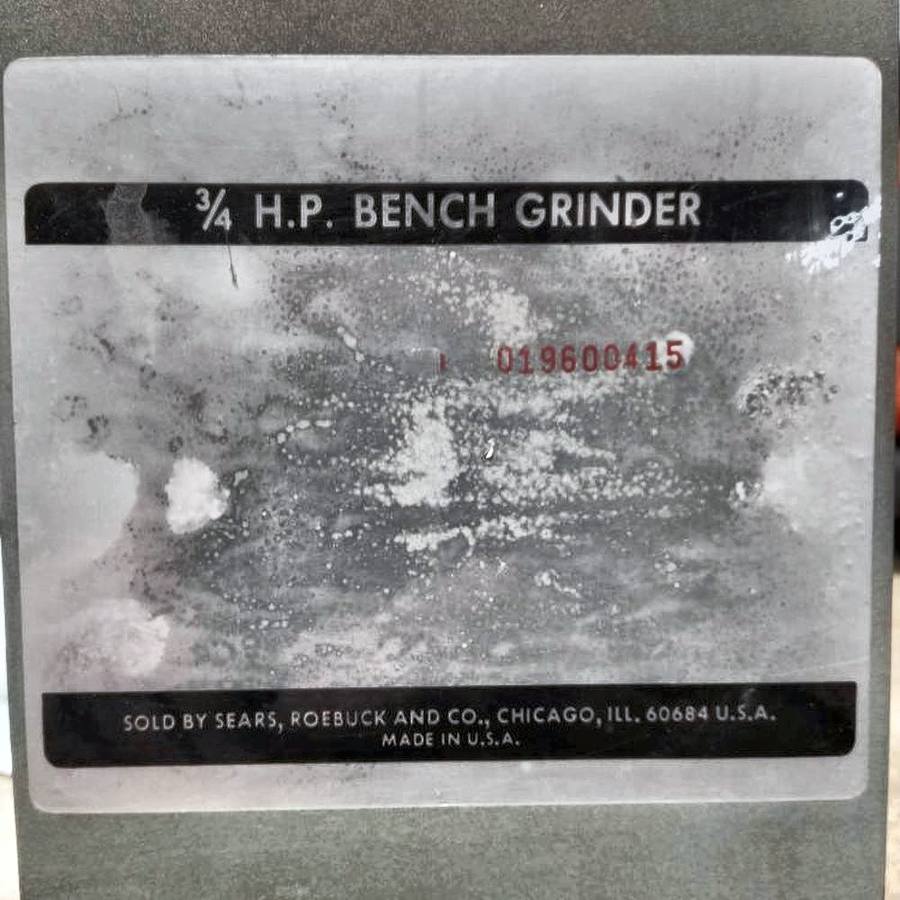 ¾ H.P. BENCH GRINDER
019600415
SOLD BY SEARS, ROEBUCK AND CO., CHICAGO, ILL. 60684 U.S.A.
MADE IN U.S.A.